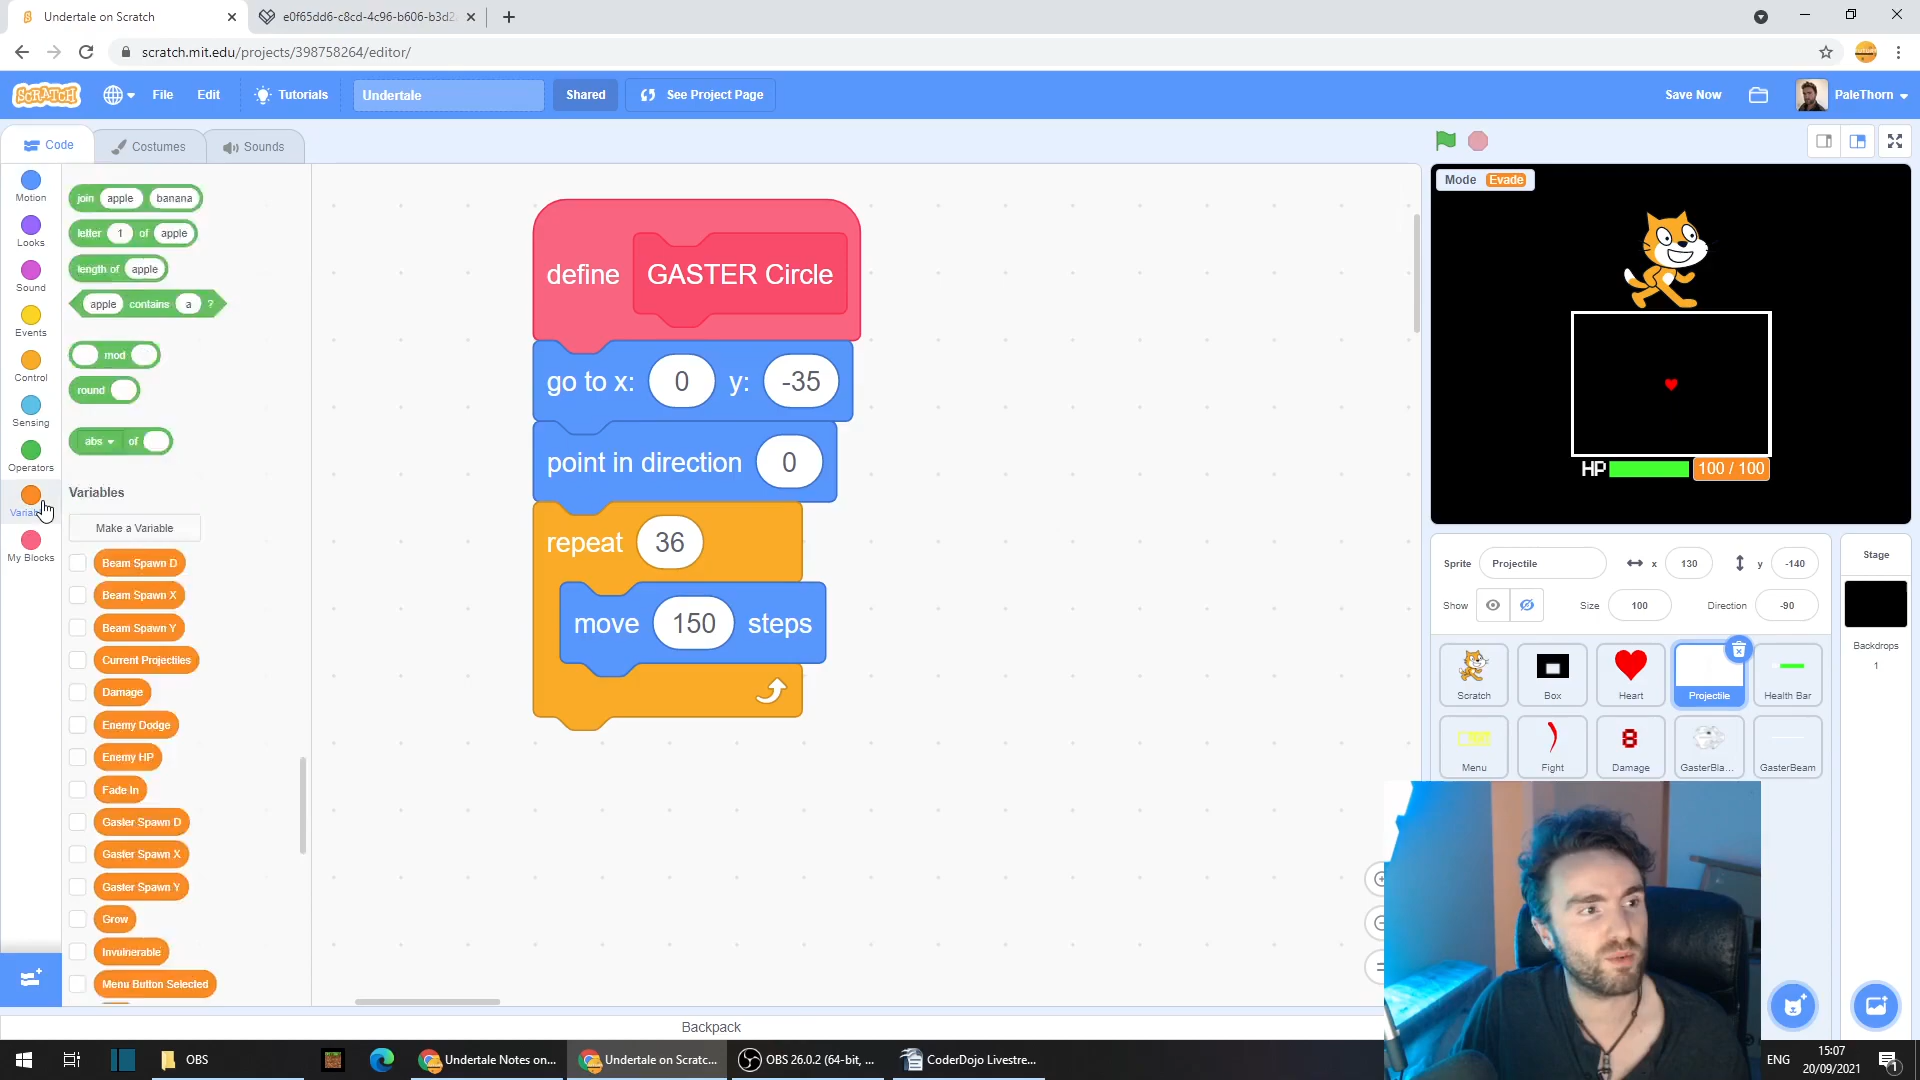 Undertale on Scratch
e0f65dd6-c8cd-4c96-b606-b3d2
scratch.mit.edu/projects/398758264/editor/
SCRATCH
File
Edit
Tutorials
Undertale
Shared
See Project Page
Save Now
PaleThorn
Code
Costumes
Sounds
Motion
Looks
Sound
Events
Control
Sensing
Operators
Variab
My Blocks
join apple banana
letter 1 of apple
length of apple
apple contains a ?
mod
round
abs of
Variables
Make a Variable
Beam Spawn D
Beam Spawn X
Beam Spawn Y
Current Projectiles
Damage
Enemy Dodge
Enemy HP
Fade In
Gaster Spawn D
Gaster Spawn X
Gaster Spawn Y
Grow
Invulnerable
Menu Button Selected
define GASTER Circle
go to x: 0 y: -35
point in direction 0
repeat 36
move 150 steps
Mode Evade
HP 100 / 100
Sprite Projectile x 130 y -140
Show Size 100 Direction -90
Stage
Backdrops
1
Scratch
Box
Heart
Projectile
Health Bar
Menu
Fight
8
Damage
GasterBla...
GasterBeam
Backpack
OBS
Undertale Notes on...
Undertale on Scratc...
OBS 26.0.2 (64-bit, ...
CoderDojo Livestre...
ENG
15:07
20/09/2021
1